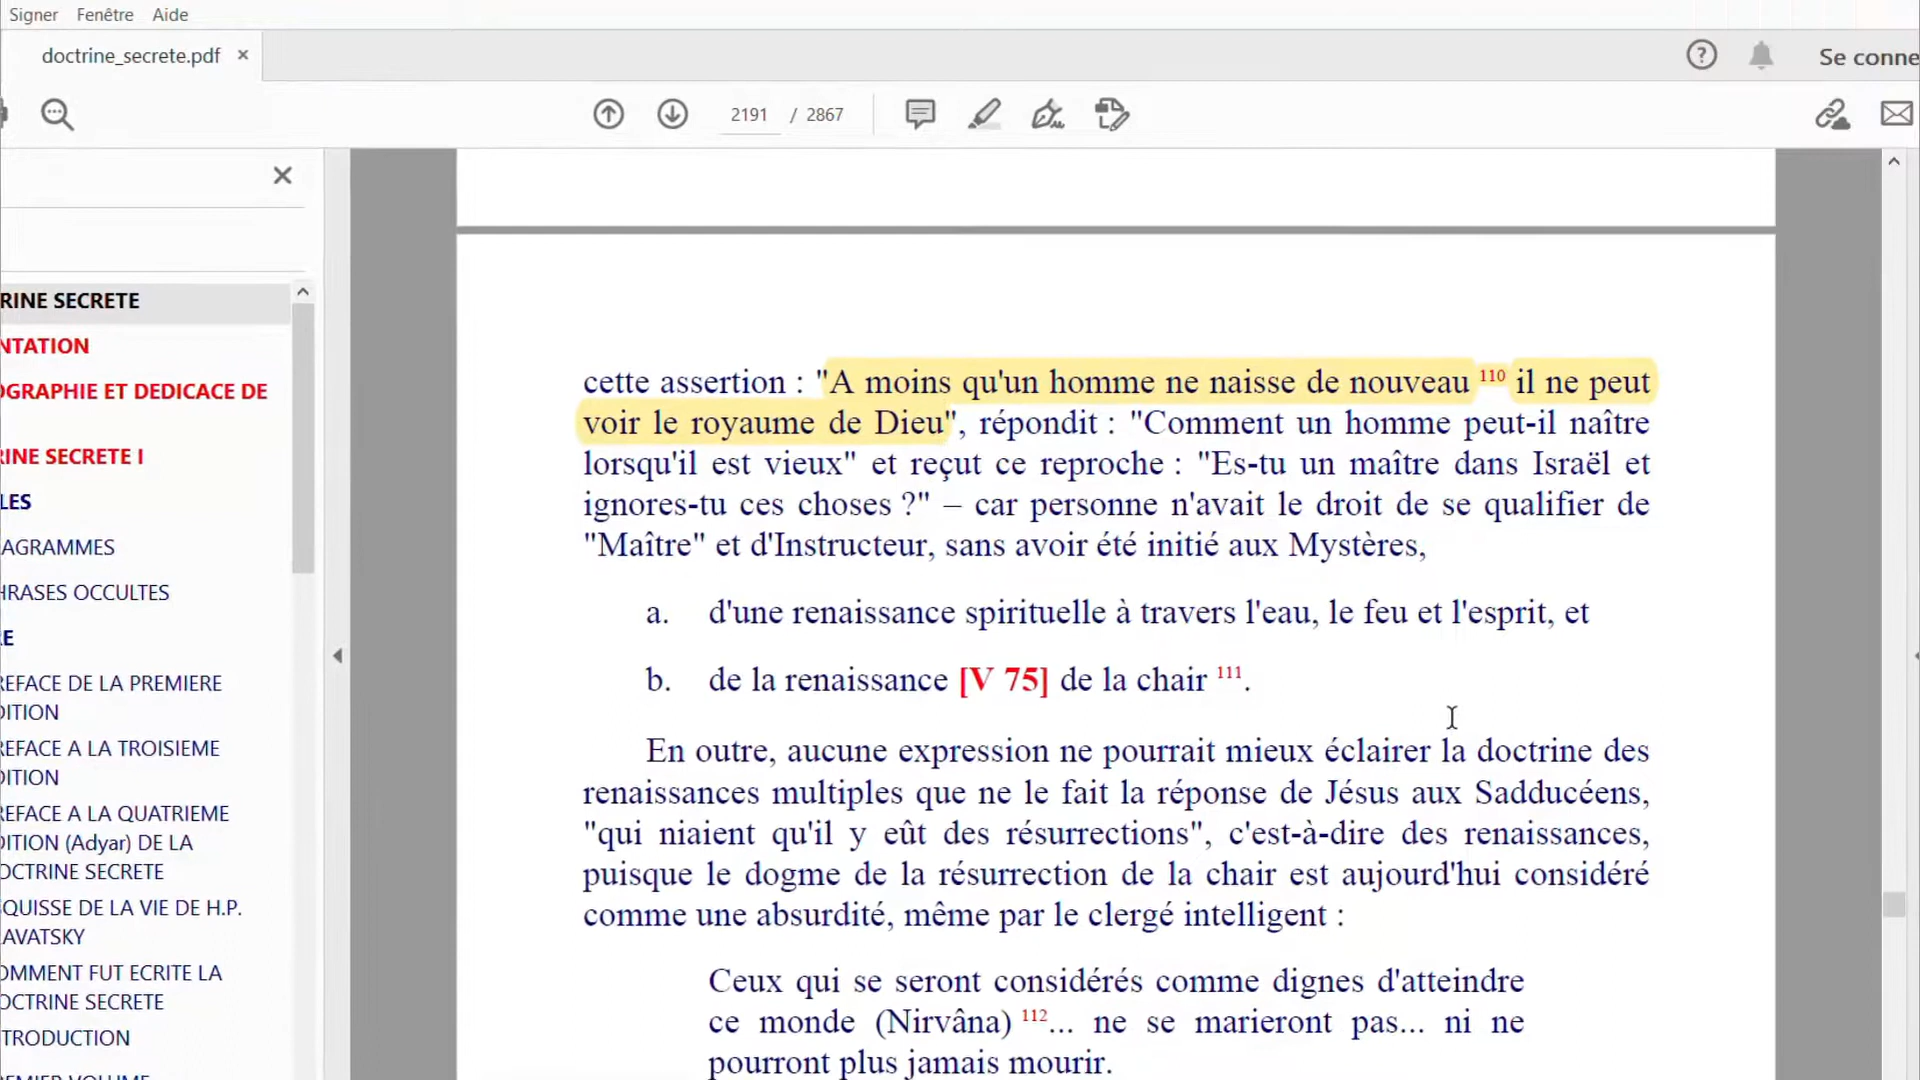 Signer Fenêtre Aide
doctrine_secrete.pdf ×
Se conne
2191 / 2867
RINE SECRETE
NTATION
OGRAPHIE ET DEDICACE DE
RINE SECRETE I
LES
AGRAMMES
HRASES OCCULTES
RE
REFACE DE LA PREMIERE
DITION
REFACE A LA TROISIEME
DITION
REFACE A LA QUATRIEME
DITION (Adyar) DE LA
OCTRINE SECRETE
QUISSE DE LA VIE DE H.P.
AVATSKY
OMMENT FUT ECRITE LA
OCTRINE SECRETE
NTRODUCTION
cette assertion : "A moins qu'un homme ne naisse de nouveau 110 il ne peut
voir le royaume de Dieu", répondit : "Comment un homme peut-il naître
lorsqu'il est vieux" et reçut ce reproche : "Es-tu un maître dans Israël et
ignores-tu ces choses ?" – car personne n'avait le droit de se qualifier de
"Maître" et d'Instructeur, sans avoir été initié aux Mystères,
a. d'une renaissance spirituelle à travers l'eau, le feu et l'esprit, et
b. de la renaissance [V 75] de la chair 111.
En outre, aucune expression ne pourrait mieux éclairer la doctrine des
renaissances multiples que ne le fait la réponse de Jésus aux Sadducéens,
"qui niaient qu'il y eût des résurrections", c'est-à-dire des renaissances,
puisque le dogme de la résurrection de la chair est aujourd'hui considéré
comme une absurdité, même par le clergé intelligent :
Ceux qui se seront considérés comme dignes d'atteindre
ce monde (Nirvâna) 112... ne se marieront pas... ni ne
pourront plus jamais mourir.